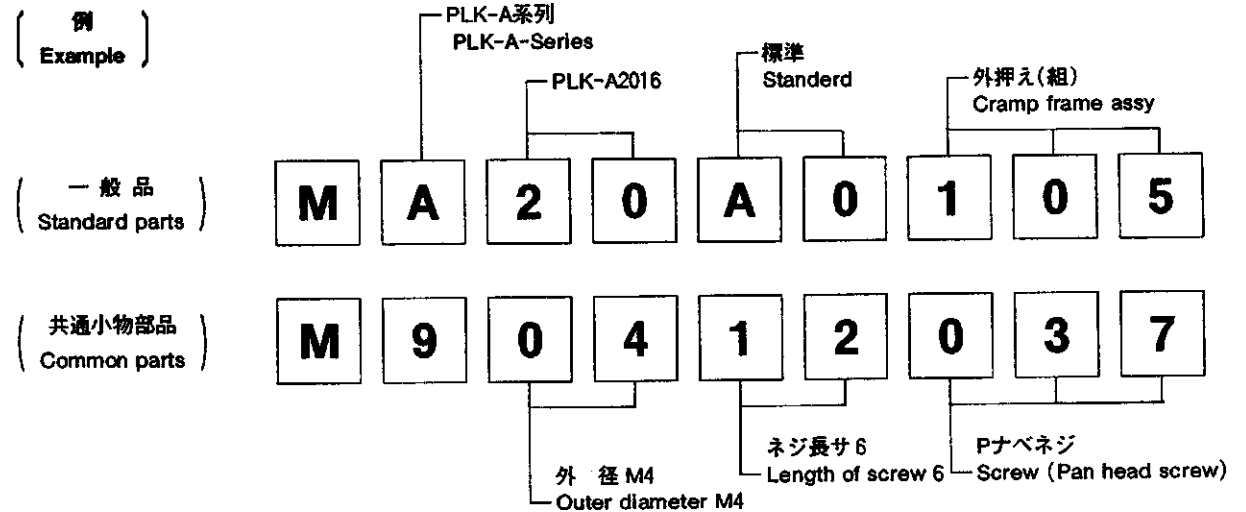 例
Example
PLK-A系列
PLK-A-Series
PLK-A2016
標準
Standerd
外押え(組)
Cramp frame assy
一般品
Standard parts
M A 2 0 A 0 1 0 5
共通小物部品
Common parts
M 9 0 4 1 2 0 3 7
外 径 M4
Outer diameter M4
ネジ長サ 6
Length of screw 6
Pナベネジ
Screw (Pan head screw)